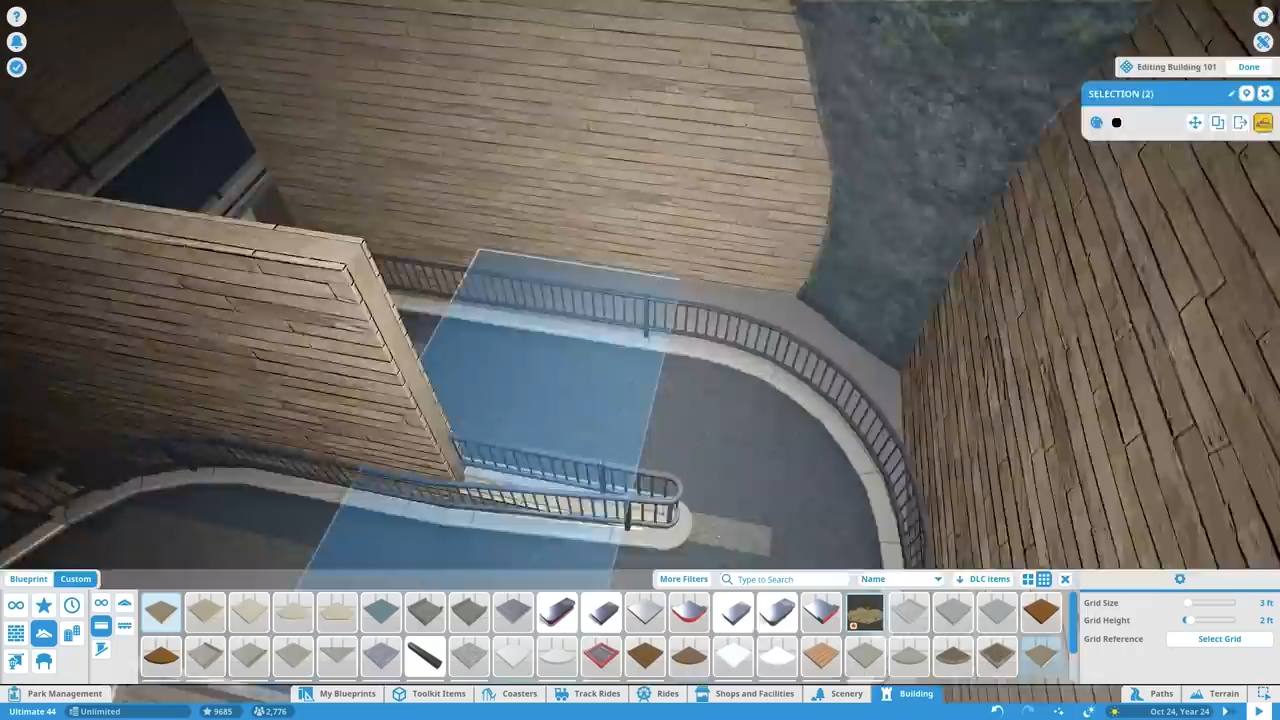 Editing Building 101 Done
SELECTION (2)
Blueprint Custom More Filters Type to Search Name DLC items
Grid Size 3 ft
Grid Height 2 ft
Grid Reference Select Grid
Park Management My Blueprints Toolkit Items Coasters Track Rides Rides Shops and Facilities Scenery Building Paths Terrain
Ultimate 44 Unlimited 9685 2,776 Oct 24, Year 24